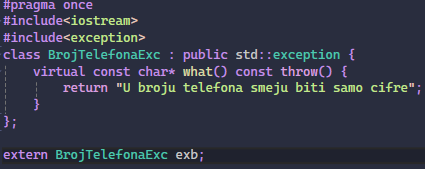 #pragma once
#include<iostream>
#include<exception>
class BrojTelefonaExc : public std::exception {
    virtual const char* what() const throw() {
        return "U broju telefona smeju biti samo cifre";
    }
};

extern BrojTelefonaExc exb;